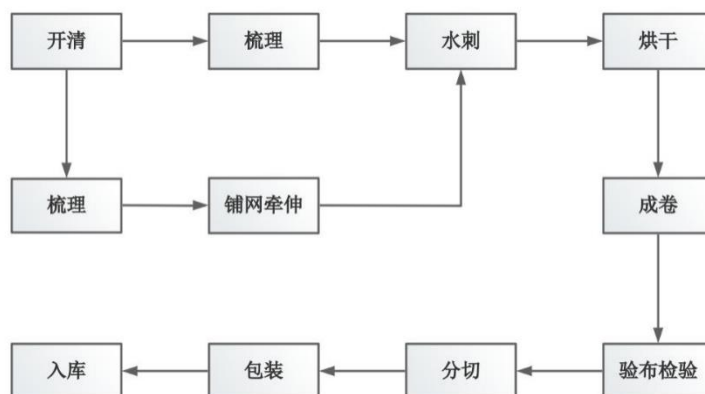 开清
梳理
水刺
烘干
梳理
铺网牵伸
成卷
入库
包装
分切
验布检验